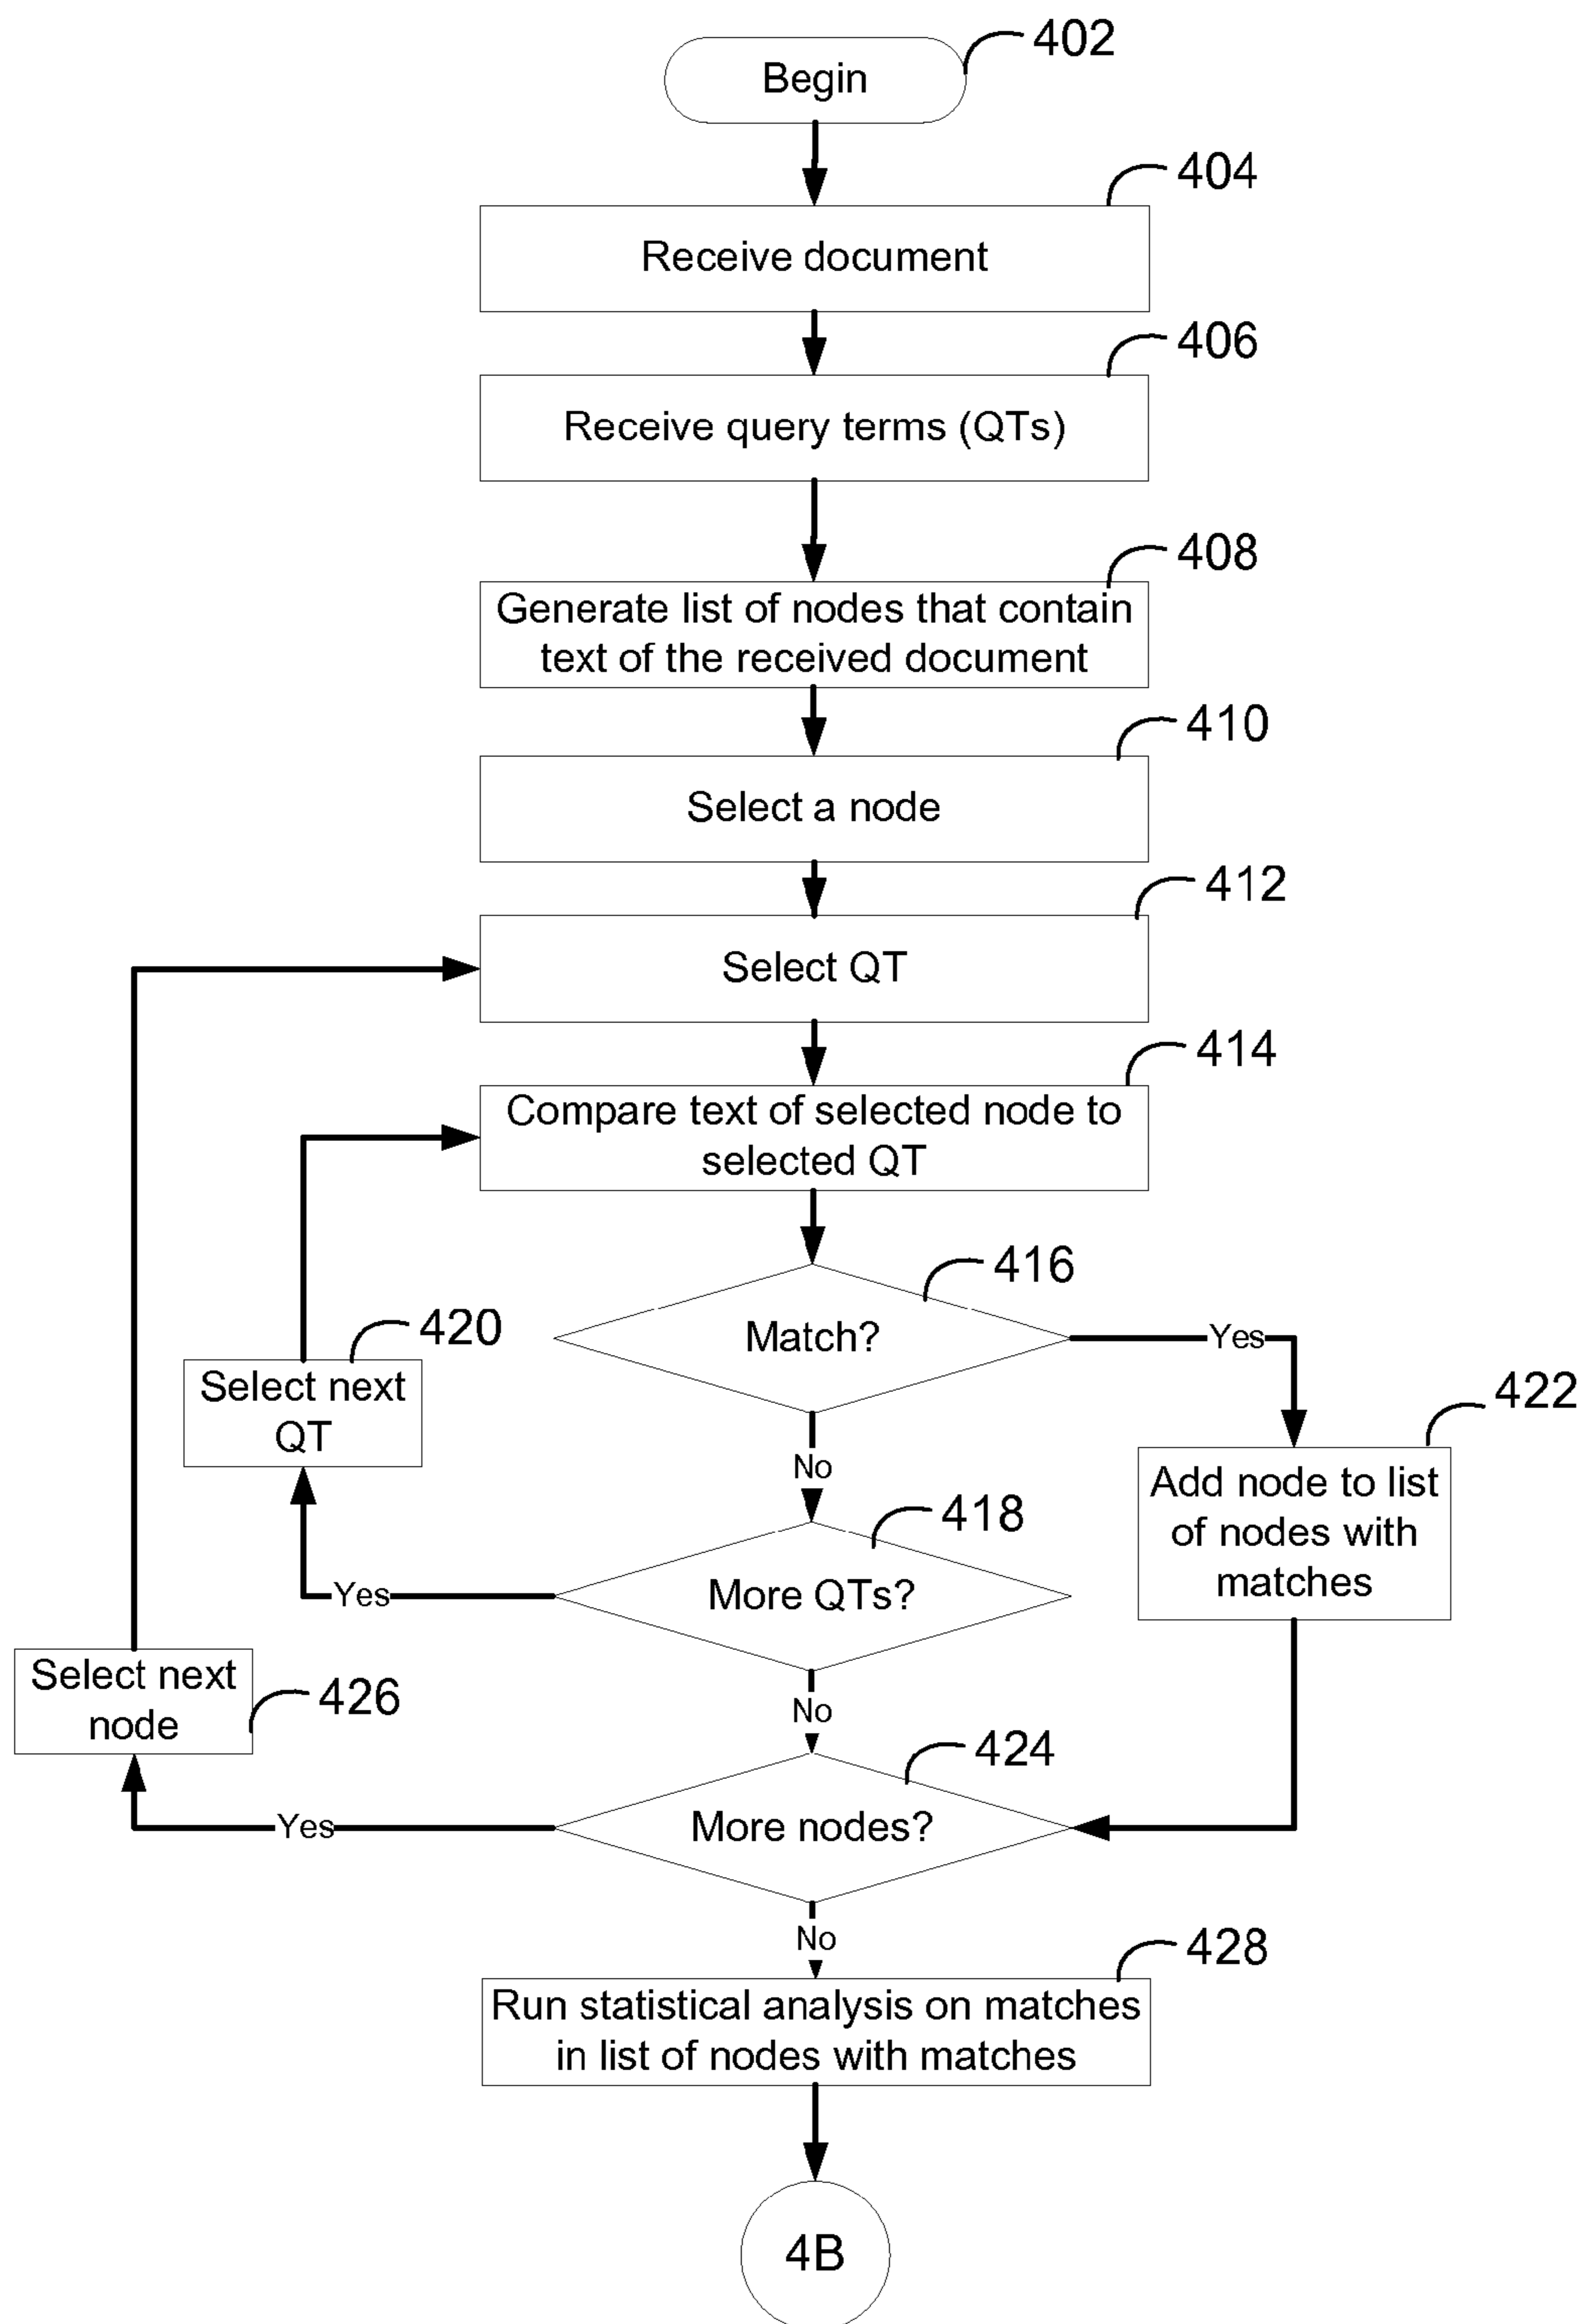 402
Begin
404
Receive document
406
Receive query terms (QTs)
408
Generate list of nodes that contain
text of the received document
410
Select a node
412
Select QT
414
Compare text of selected node to
selected QT
416
Match?
Yes
420
Select next
QT
422
No
Add node to list
of nodes with
matches
418
More QTs?
Yes
Select next
node
426
No
424
More nodes?
Yes
No
428
Run statistical analysis on matches
in list of nodes with matches
4B